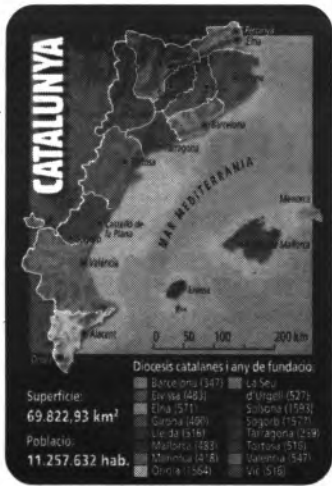 CATALUNYA
Elna
Barcelona
Tarragona
Tortosa
MAR MEDITERRÀNIA
Castelló de
la Plana
Menorca
Mallorca
València
Eivissa
Alacant
0 50 100 200 km
Diòcesis catalanes i any de fundació:
Barcelona (347)
Eivissa (483)
Elna (571)
Girona (400)
Lleida (516)
Mallorca (483)
Menorca (418)
Oriola (1564)
La Seu
d'Urgell (527)
Solsona (1593)
Sogorb (1577)
Tarragona (259)
Tortosa (516)
València (547)
Vic (516)
Superfície:
69.822,93 km²
Població:
11.257.632 hab.